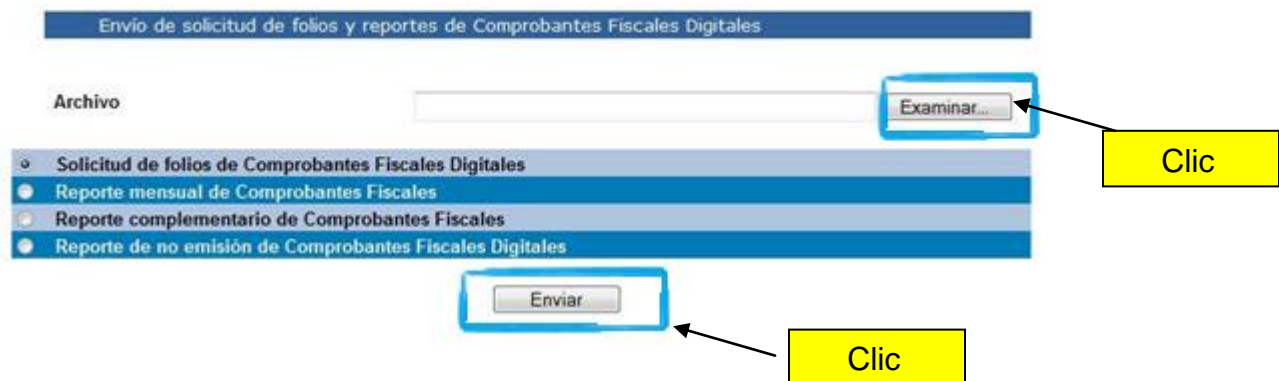 Envío de solicitud de folios y reportes de Comprobantes Fiscales Digitales
Archivo
Examinar...
Clic
Solicitud de folios de Comprobantes Fiscales Digitales
Reporte mensual de Comprobantes Fiscales
Reporte complementario de Comprobantes Fiscales
Reporte de no emisión de Comprobantes Fiscales Digitales
Enviar
Clic